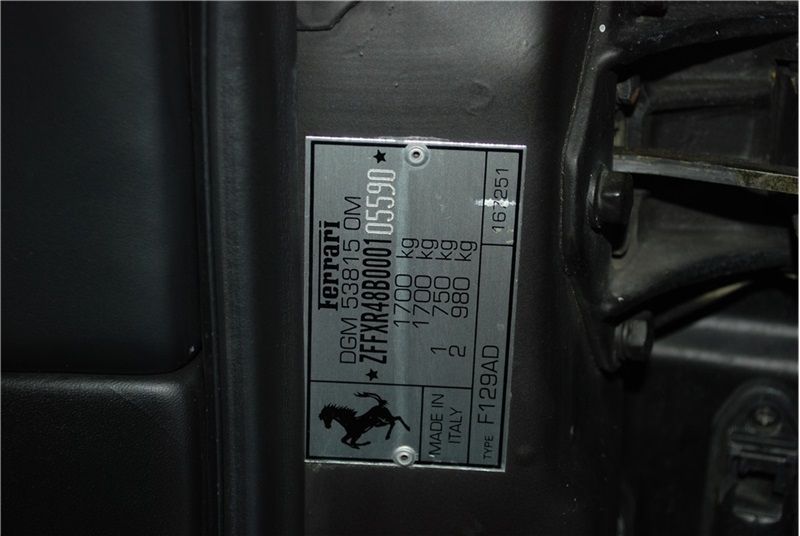 Ferrari
DGM 53815 OM
★ZFFXR48B000105590★
1700 kg
1700 kg
1 750 kg
2 980 kg
MADE IN
ITALY
TYPE F129AD
167251